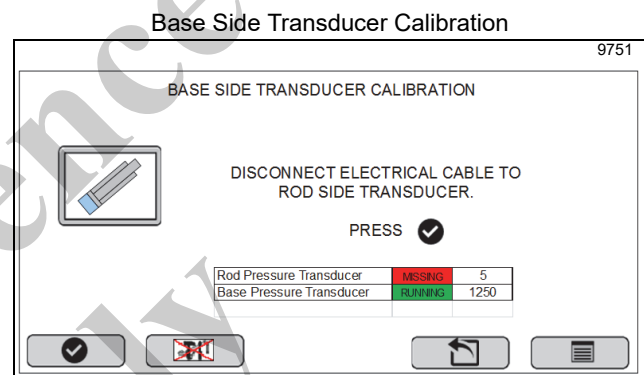 Base Side Transducer Calibration
9751
BASE SIDE TRANSDUCER CALIBRATION
DISCONNECT ELECTRICAL CABLE TO
ROD SIDE TRANSDUCER.
PRESS
Rod Pressure Transducer MISSING 5
Base Pressure Transducer RUNNING 1250